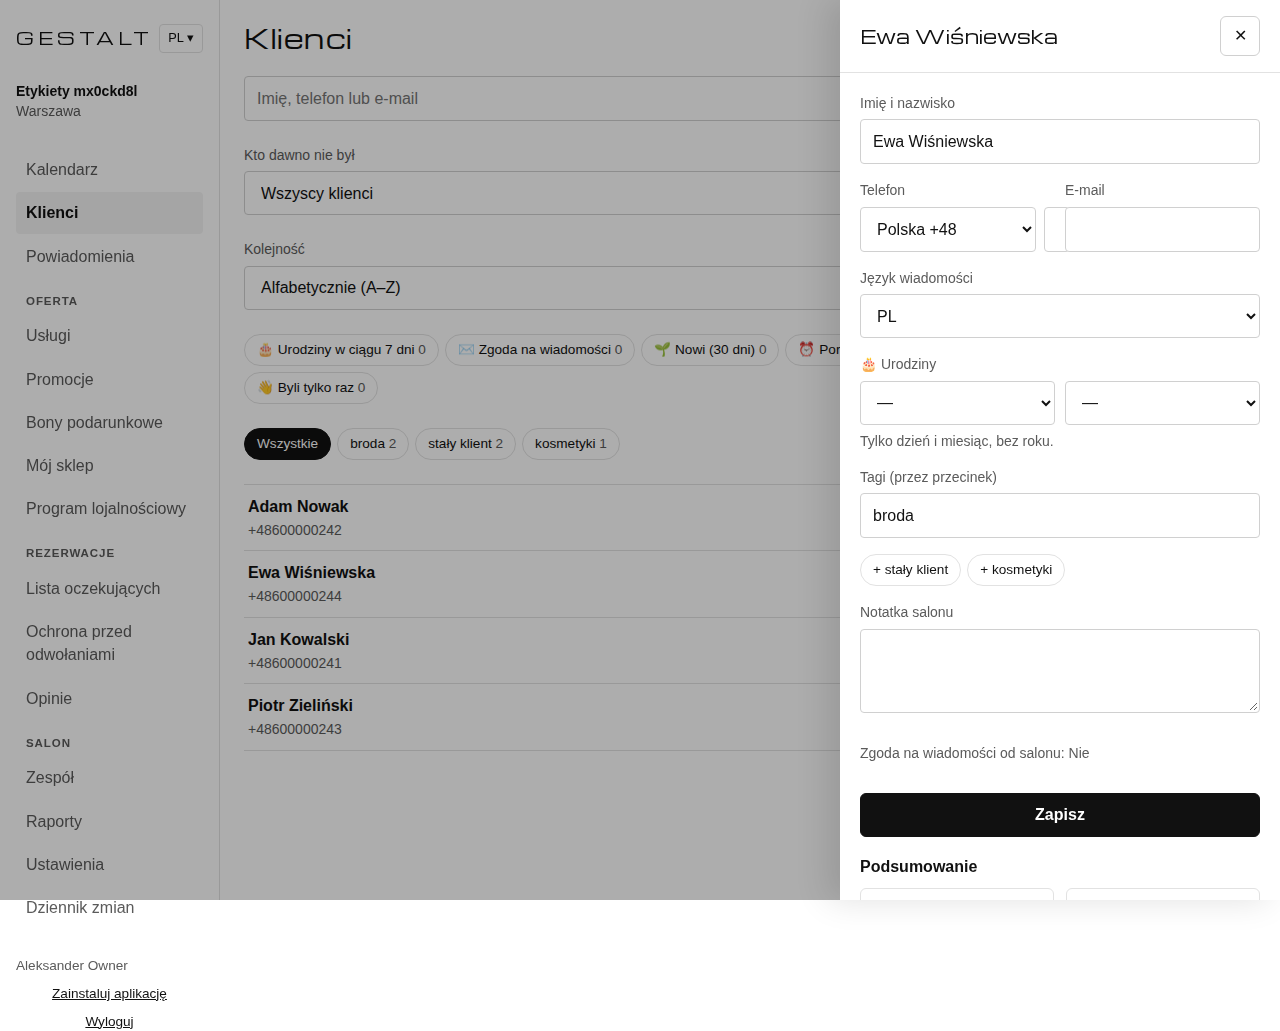 GESTALT
PL ▾
Etykiety mx0ckd8l
Warszawa
Kalendarz
Klienci
Powiadomienia
OFERTA
Usługi
Promocje
Bony podarunkowe
Mój sklep
Program lojalnościowy
REZERWACJE
Lista oczekujących
Ochrona przed
odwołaniami
Opinie
SALON
Zespół
Raporty
Ustawienia
Dziennik zmian
Aleksander Owner
Zainstaluj aplikację
Wyloguj
Klienci
Imię, telefon lub e-mail
Kto dawno nie był
Wszyscy klienci
Kolejność
Alfabetycznie (A–Z)
🎂 Urodziny w ciągu 7 dni 0
✉️ Zgoda na wiadomości 0
🌱 Nowi (30 dni) 0
👋 Byli tylko raz 0
Wszystkie
broda 2
stały klient 2
kosmetyki 1
Adam Nowak
+48600000242
Ewa Wiśniewska
+48600000244
Jan Kowalski
+48600000241
Piotr Zieliński
+48600000243
Ewa Wiśniewska
✕
Imię i nazwisko
Ewa Wiśniewska
Telefon
E-mail
Polska +48
Język wiadomości
PL
🎂 Urodziny
—
—
Tylko dzień i miesiąc, bez roku.
Tagi (przez przecinek)
broda
+ stały klient
+ kosmetyki
Notatka salonu
Zgoda na wiadomości od salonu: Nie
Zapisz
Podsumowanie